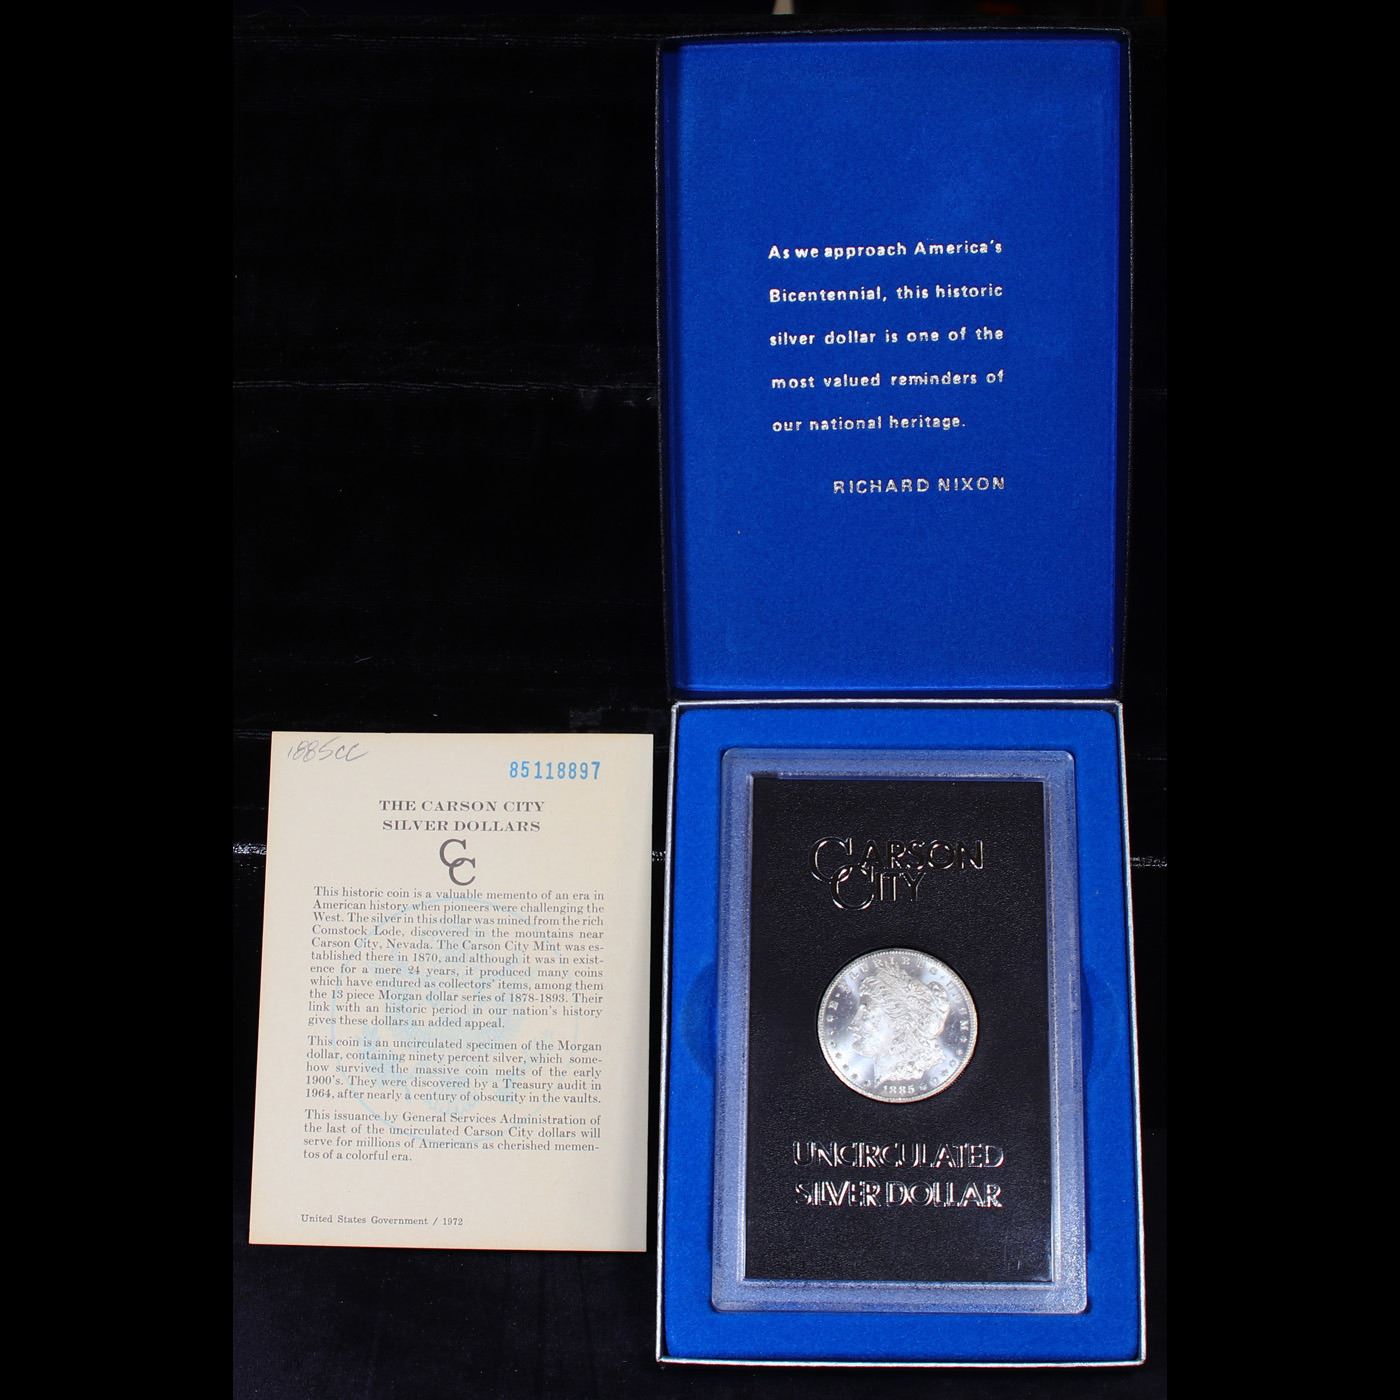 As we approach America's
Bicentennial, this historic
silver dollar is one of the
most valued reminders of
our national heritage.
RICHARD NIXON
1885CC
85118897
THE CARSON CITY
SILVER DOLLARS
CC
This historic coin is a valuable memento of an era in
American history when pioneers were challenging the
West. The silver in this dollar was mined from the rich
Comstock Lode, discovered in the mountains near
Carson City, Nevada. The Carson City Mint was es-
tablished there in 1870, and although it was in exist-
ence for a mere 24 years, it produced many coins
which have endured as collectors' items, among them
the 13 piece Morgan dollar series of 1878-1893. Their
link with an historic period in our nation's history
gives these dollars an added appeal.
This coin is an uncirculated specimen of the Morgan
dollar, containing ninety percent silver, which some-
how survived the massive coin melts of the early
1900's. They were discovered by a Treasury audit in
1964, after nearly a century of obscurity in the vaults.
This issuance by General Services Administration of
the last of the uncirculated Carson City dollars will
serve for millions of Americans as cherished memen-
tos of a colorful era.
United States Government / 1972
CARSON
CITY
E PLURIBUS UNUM
1885
UNCIRCULATED
SILVER DOLLAR